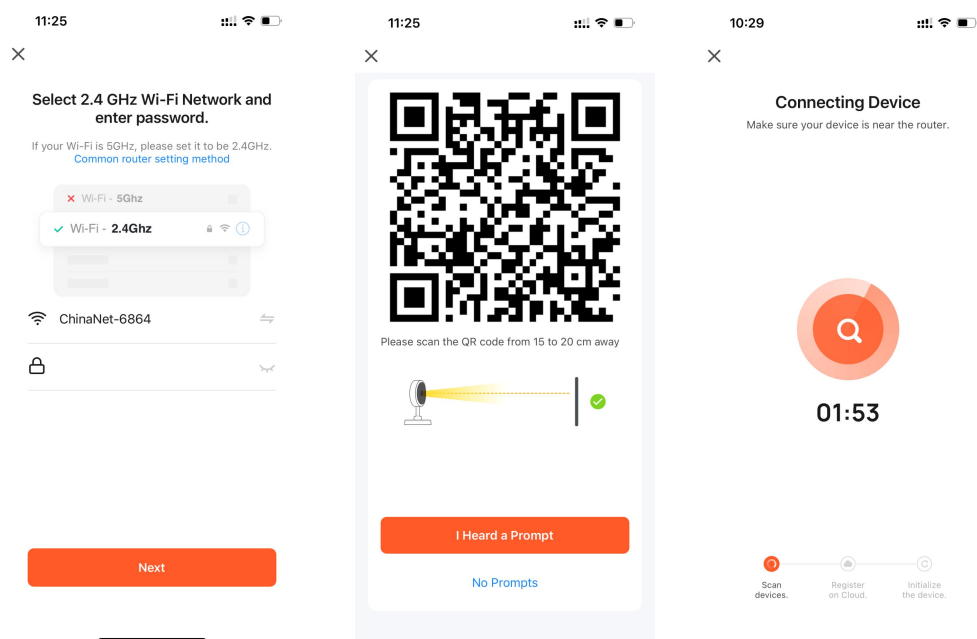 11:25
Select 2.4 GHz Wi-Fi Network and
enter password.
If your Wi-Fi is 5GHz, please set it to be 2.4GHz.
Common router setting method
Wi-Fi - 5Ghz
Wi-Fi - 2.4Ghz
ChinaNet-6864
Next
11:25
Please scan the QR code from 15 to 20 cm away
I Heard a Prompt
No Prompts
10:29
Connecting Device
Make sure your device is near the router.
01:53
Scan
devices.
Register
on Cloud.
Initialize
the device.